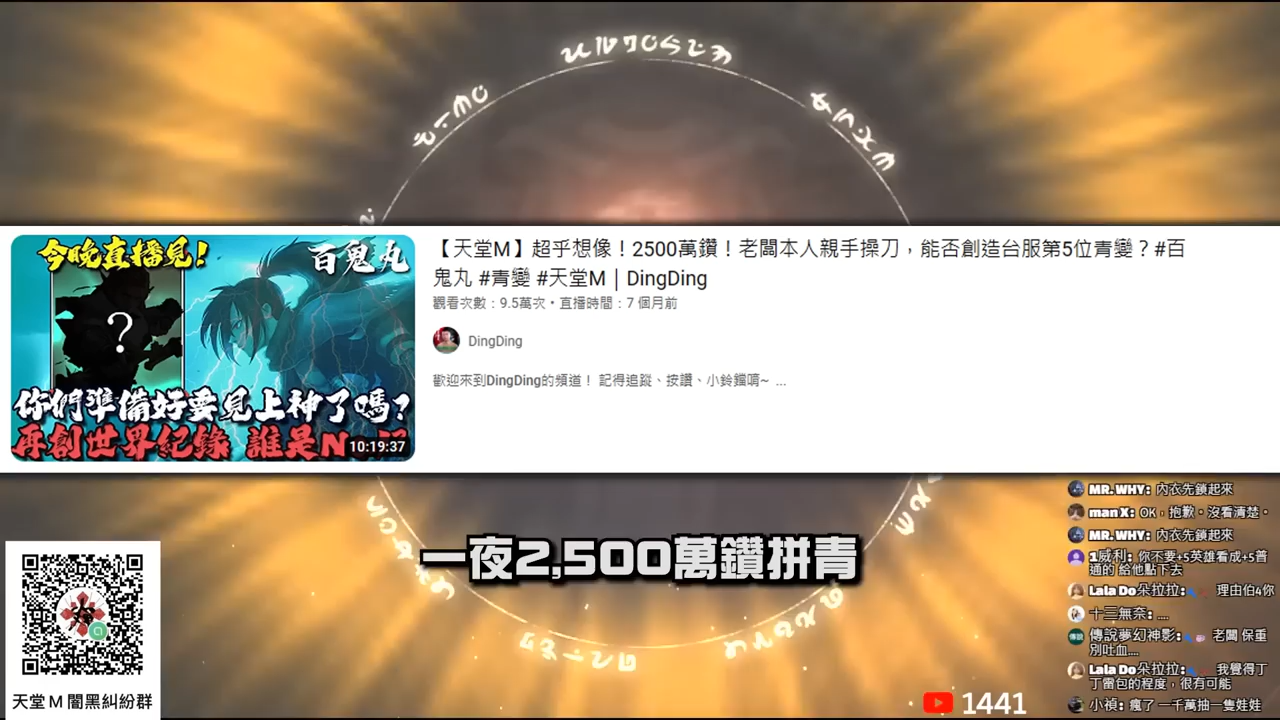 【天堂M】超乎想像！2500萬鑽！老闆本人親手操刀，能否創造台服第5位青變？#百
鬼丸 #青變 #天堂M｜DingDing
觀看次數：9.5萬次・直播時間：7 個月前
DingDing
歡迎來到DingDing的頻道！ 記得追蹤、按讚、小鈴鐺唷~ ...
今晚直播見!
百鬼丸
?
你們準備好要見上神了嗎?
再創世界紀錄 誰是N
10:19:37
一夜2,500萬鑽拼青
MR. WHY: 內衣先鎖起來
man X: OK，抱歉。沒看清楚。
MR. WHY: 內衣先鎖起來
1威利: 你不要+5英雄看成+5普
通的 給他點下去
Lala Do朵拉拉: 理由伯4你
十三無奈: ....
傳說夢幻神影: 老闆 保重
別吐血....
Lala Do朵拉拉: 我覺得丁
丁雷包的程度，很有可能
小禎: 瘋了 一千萬抽一隻娃娃
天堂 M 闇黑糾紛群
1441